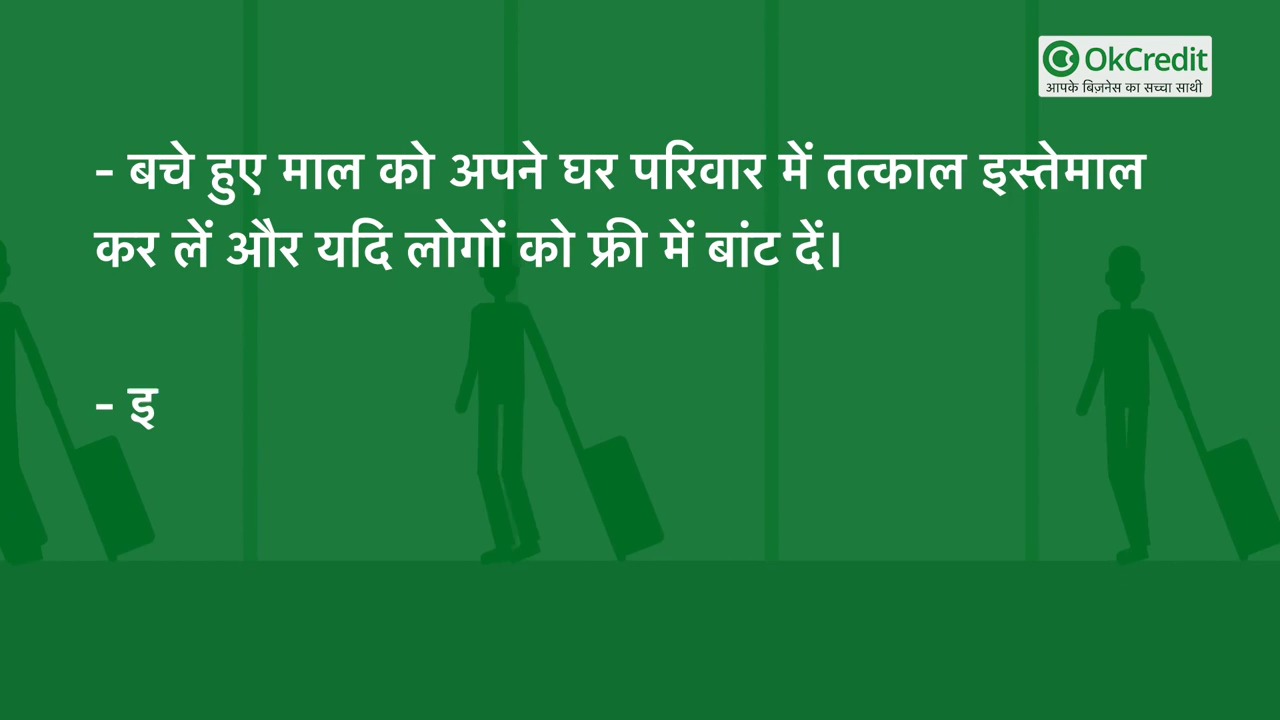 OkCredit
आपके बिज़नेस का सच्चा साथी
- बचे हुए माल को अपने घर परिवार में तत्काल इस्तेमाल
कर लें और यदि लोगों को फ्री में बांट दें।
- इ